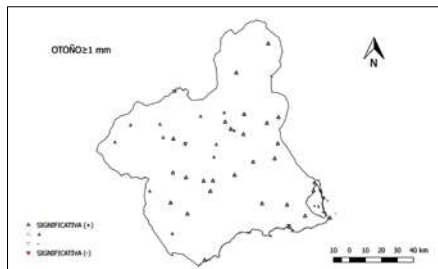 OTOÑO≥1 mm
N
SIGNIFICATIVA (+)
+
-
SIGNIFICATIVA (-)
10 0 10 20 30 40 km